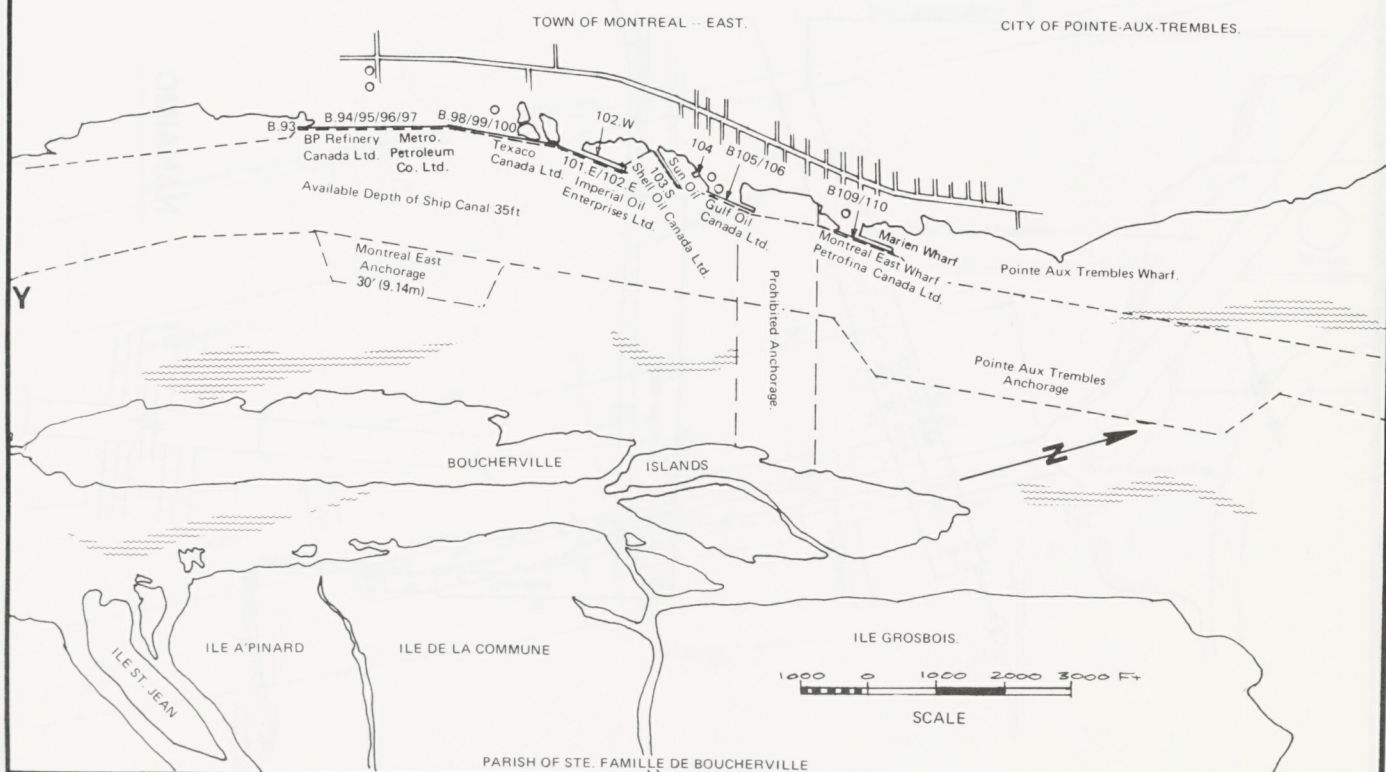 TOWN OF MONTREAL -- EAST.
CITY OF POINTE-AUX-TREMBLES.
B.93
B.94/95/96/97
B.98/99/100
102.W
104
B105/106
B109/110
BP Refinery
Canada Ltd.
Metro.
Petroleum
Co. Ltd.
Texaco
Canada Ltd.
101.E/102.E
Imperial Oil
Enterprises Ltd.
103.S
Shell Oil Canada Ltd.
Sun Oil
Gulf Oil
Canada Ltd.
Marien Wharf
Montreal East Wharf
Petrofina Canada Ltd.
Pointe Aux Trembles Wharf.
Available Depth of Ship Canal 35ft
Montreal East
Anchorage
30' (9.14m)
Y
Prohibited Anchorage.
Pointe Aux Trembles
Anchorage
N
BOUCHERVILLE
ISLANDS
ILE ST. JEAN
ILE A'PINARD
ILE DE LA COMMUNE
ILE GROSBOIS.
1000 0 1000 2000 3000 Ft
SCALE
PARISH OF STE. FAMILLE DE BOUCHERVILLE